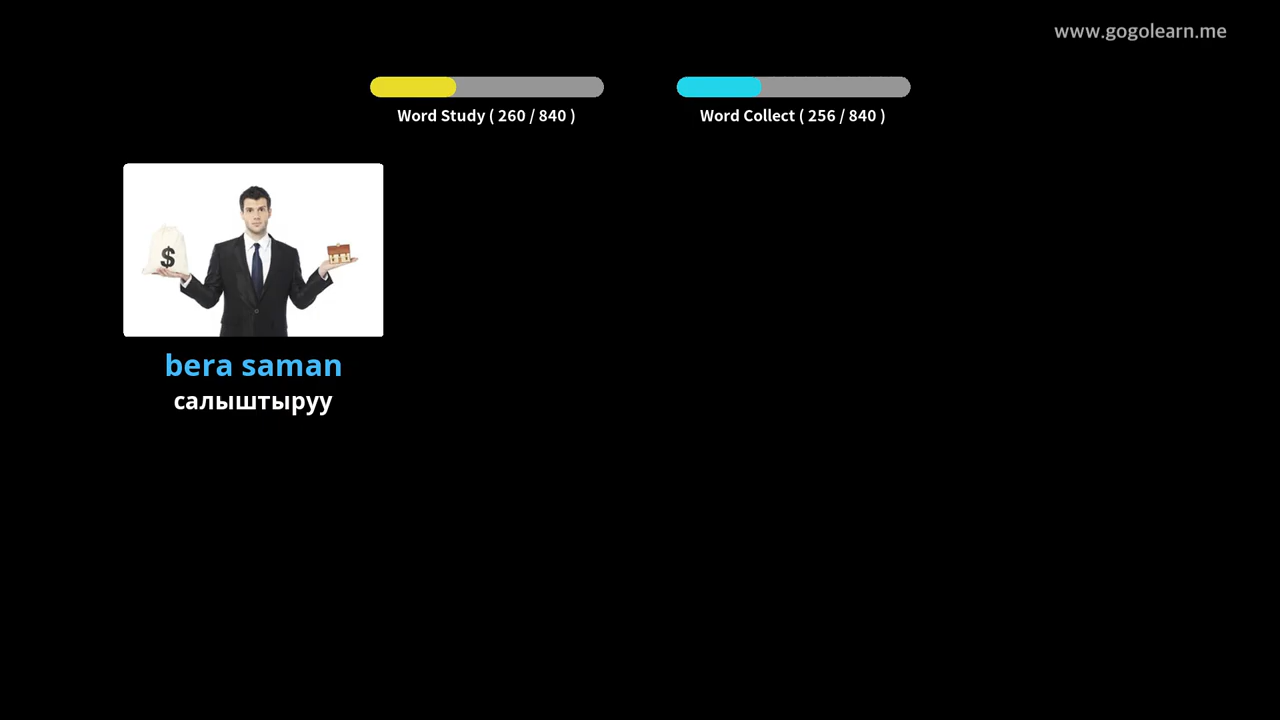 www.gogolearn.me
Word Study ( 260 / 840 )
Word Collect ( 256 / 840 )
$
bera saman
салыштыруу